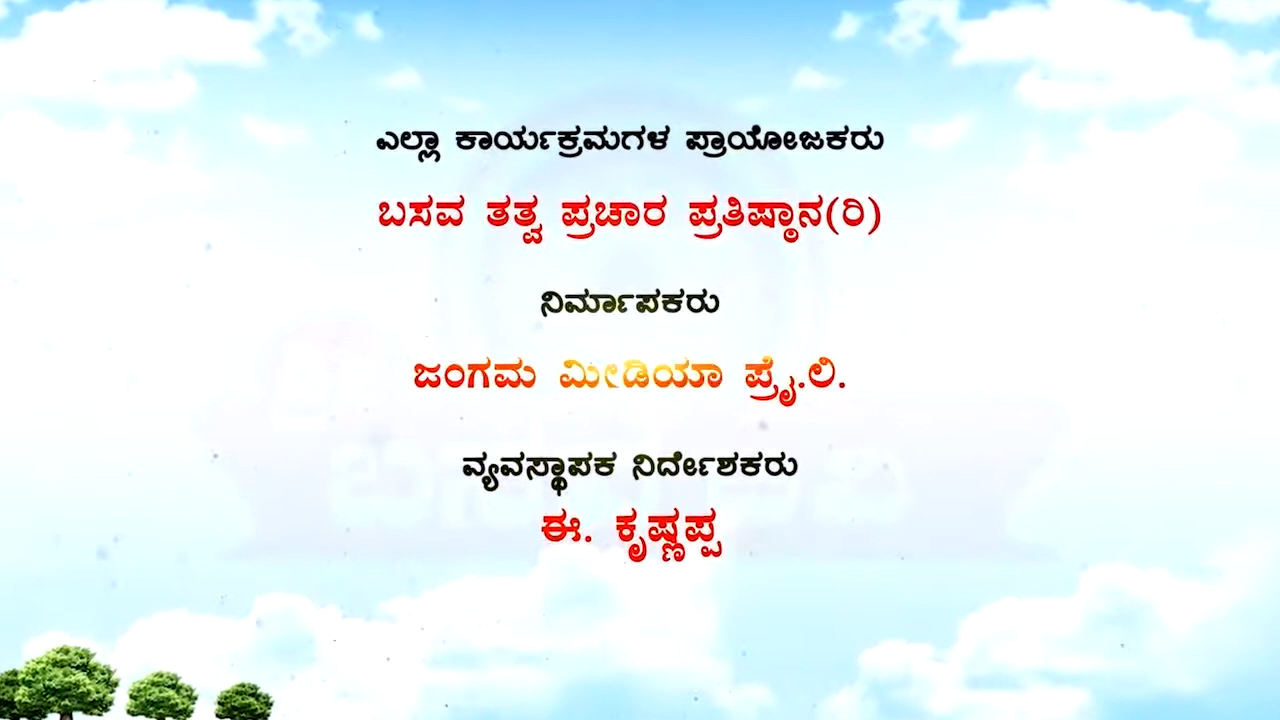 ಎಲ್ಲಾ ಕಾರ್ಯಕ್ರಮಗಳ ಪ್ರಾಯೋಜಕರು
ಬಸವ ತತ್ವ ಪ್ರಚಾರ ಪ್ರತಿಷ್ಠಾನ(ರಿ)
ನಿರ್ಮಾಪಕರು
ಜಂಗಮ ಮೀಡಿಯಾ ಪ್ರೈ.ಲಿ.
ವ್ಯವಸ್ಥಾಪಕ ನಿರ್ದೇಶಕರು
ಈ. ಕೃಷ್ಣಪ್ಪ